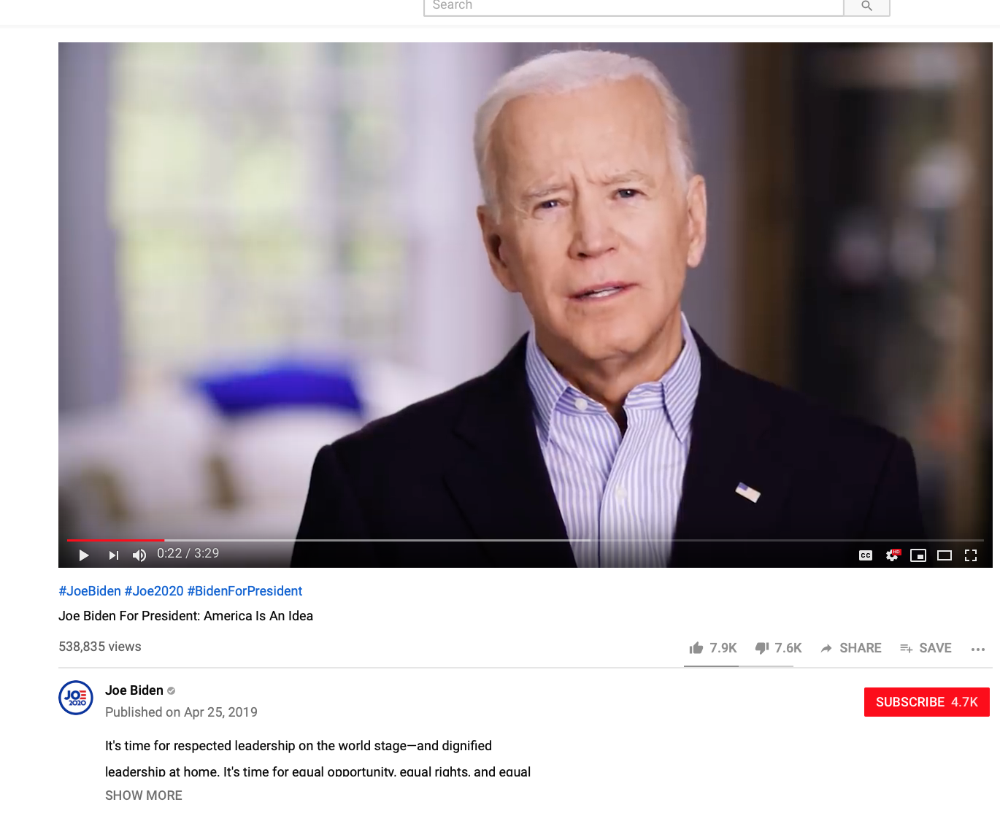 Search
0:22 / 3:29
CC
HD
#JoeBiden #Joe2020 #BidenForPresident
Joe Biden For President: America Is An Idea
538,835 views
7.9K 7.6K SHARE SAVE
JOE
2020
Joe Biden
Published on Apr 25, 2019
SUBSCRIBE 4.7K
It's time for respected leadership on the world stage—and dignified
leadership at home. It's time for equal opportunity, equal rights, and equal
SHOW MORE